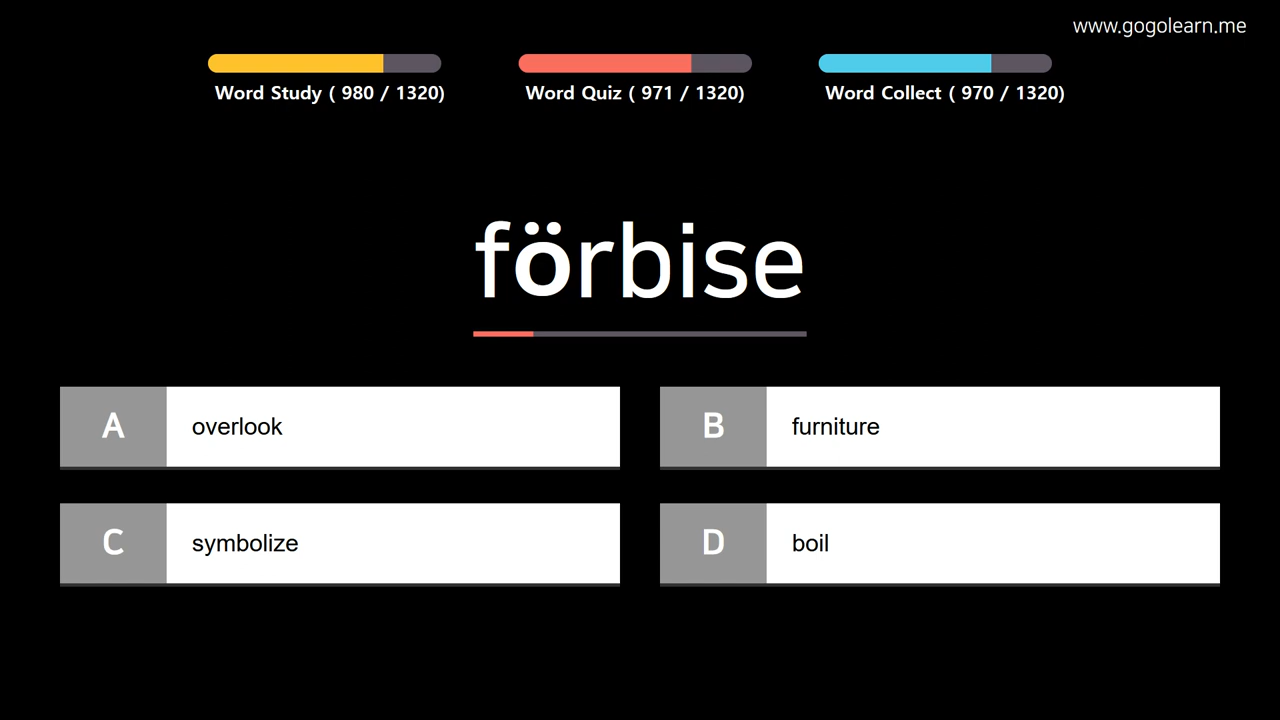 www.gogolearn.me
Word Study ( 980 / 1320)
Word Quiz ( 971 / 1320)
Word Collect ( 970 / 1320)
förbise
A overlook
B furniture
C symbolize
D boil